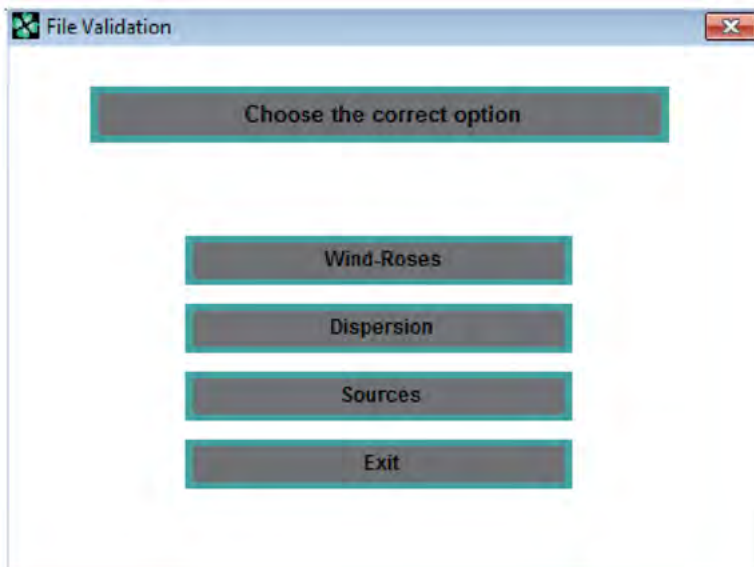 File Validation
Choose the correct option
Wind-Roses
Dispersion
Sources
Exit